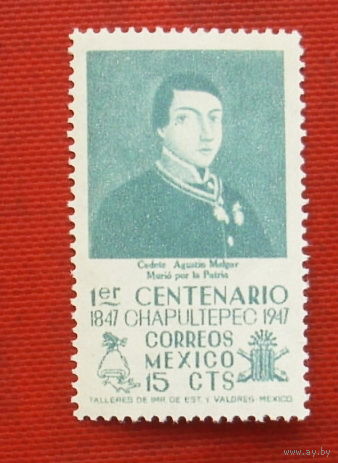 Cadete Agustin Melgar
Murió por la Patria
1er CENTENARIO
1847 CHAPULTEPEC 1947
CORREOS
MEXICO
15 CTS
TALLERES DE IMP. DE EST. Y VALORES-MEXICO
www.ay.by